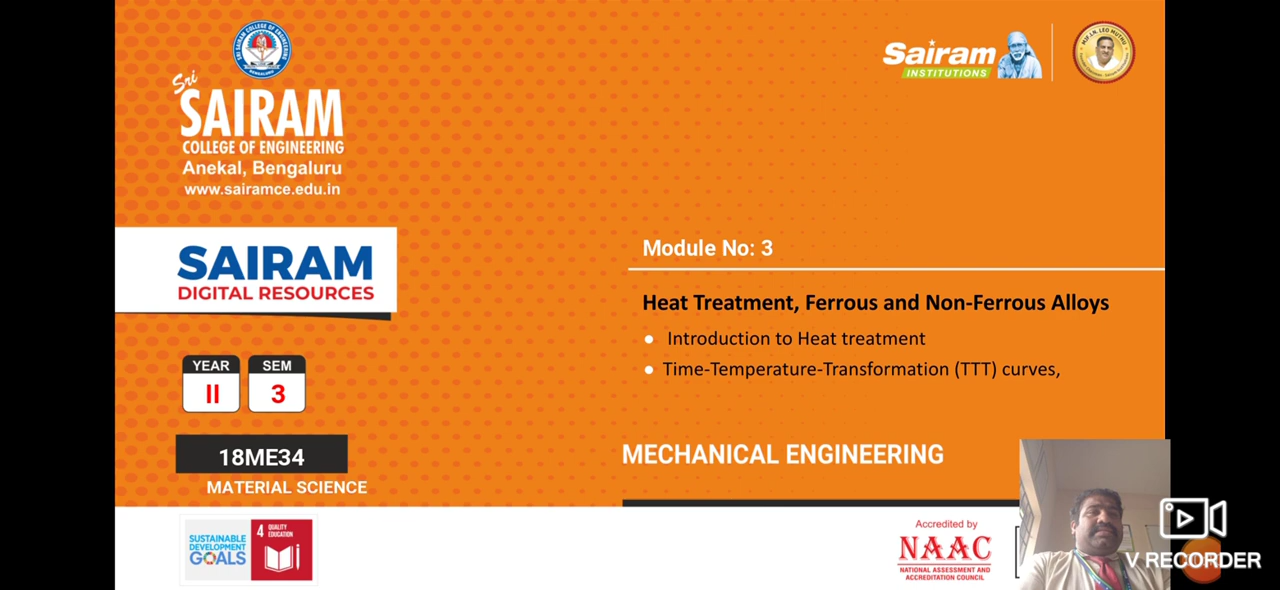 Sri
SAIRAM
COLLEGE OF ENGINEERING
Anekal, Bengaluru
www.sairamce.edu.in
Sairam
INSTITUTIONS
SAIRAM
DIGITAL RESOURCES
YEAR
II
SEM
3
18ME34
MATERIAL SCIENCE
Module No: 3
Heat Treatment, Ferrous and Non-Ferrous Alloys
Introduction to Heat treatment
Time-Temperature-Transformation (TTT) curves,
MECHANICAL ENGINEERING
SUSTAINABLE
DEVELOPMENT
GOALS
4 QUALITY
EDUCATION
Accredited by
NAAC
NATIONAL ASSESSMENT AND
ACCREDITATION COUNCIL
V RECORDER